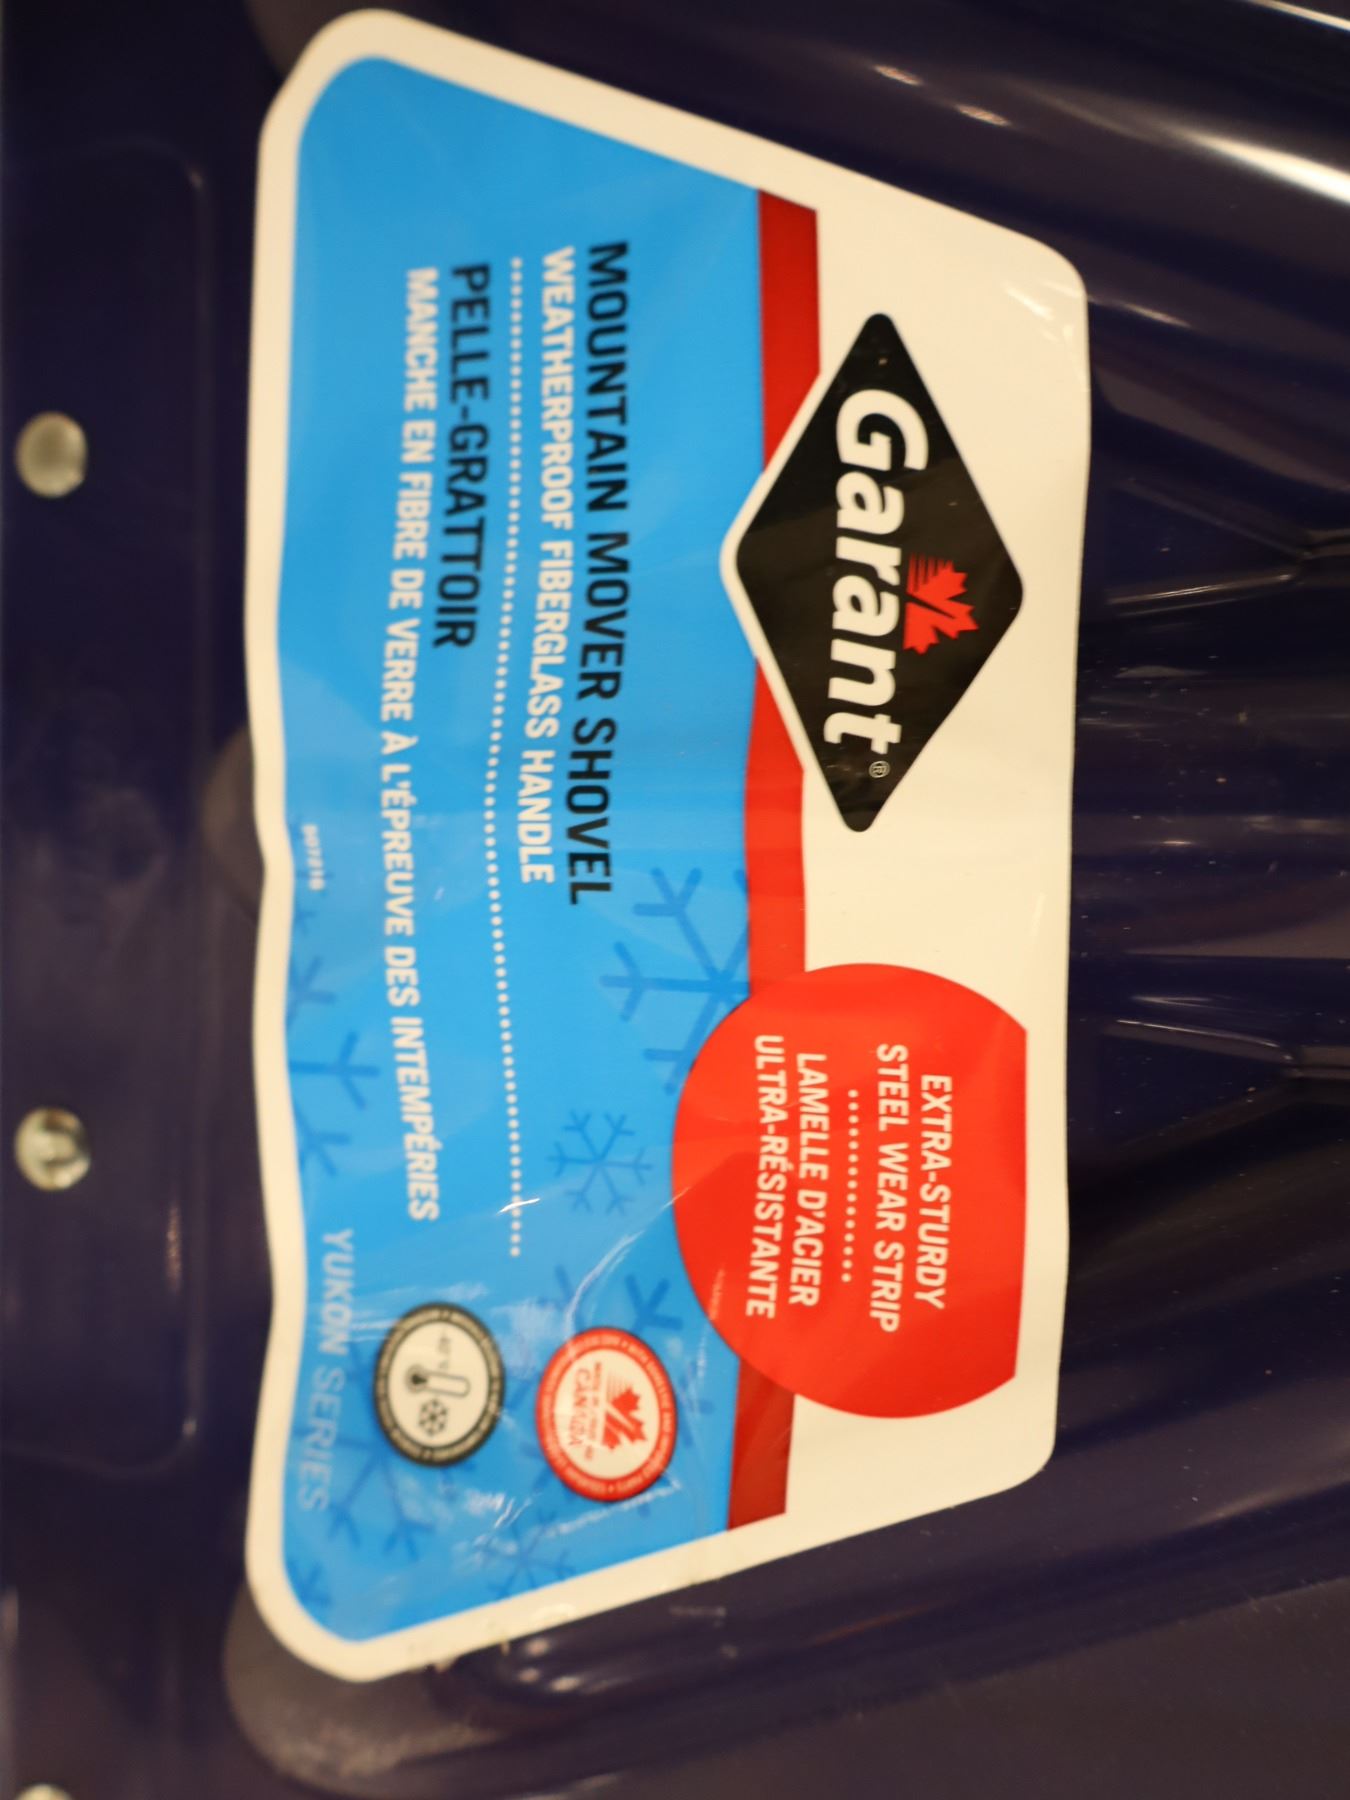 Garant®
EXTRA-STURDY
STEEL WEAR STRIP
LAMELLE D'ACIER
ULTRA-RÉSISTANTE
MOUNTAIN MOVER SHOVEL
WEATHERPROOF FIBERGLASS HANDLE
PELLE-GRATTOIR
MANCHE EN FIBRE DE VERRE À L'ÉPREUVE DES INTEMPÉRIES
CANADA
YUKON SERIES